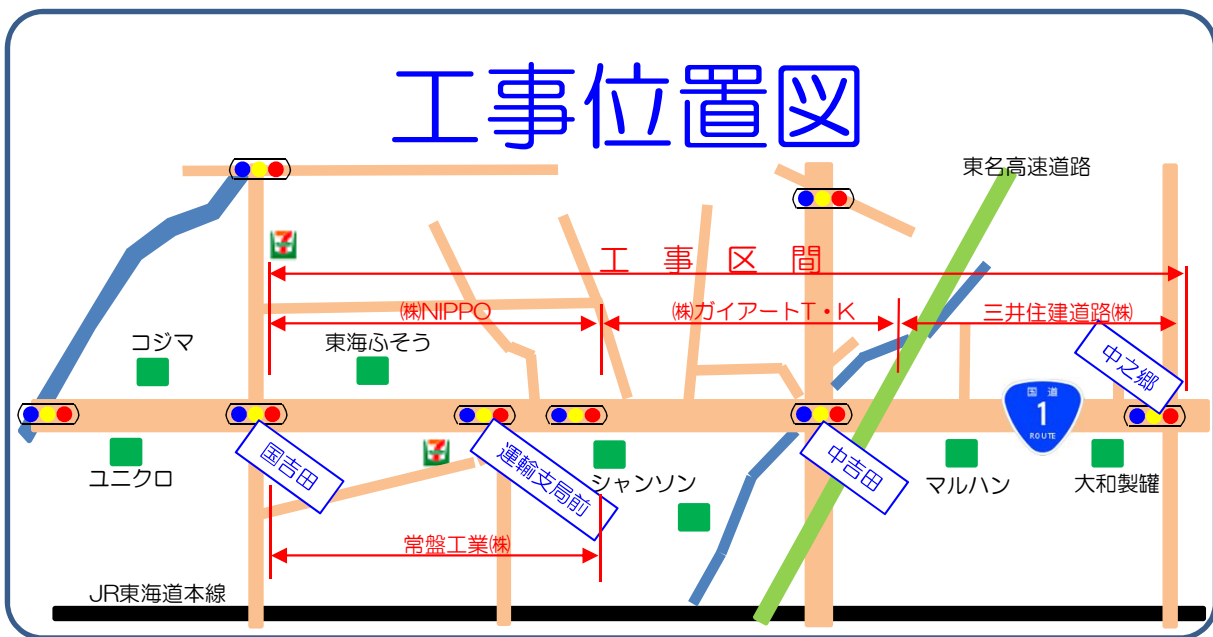 工事位置図
東名高速道路
工事区間
㈱NIPPO
㈱ガイアートT・K
三井住建道路㈱
コジマ
東海ふそう
中之郷
国道
1
ROUTE
国吉田
運輸支局前
中吉田
ユニクロ
シャンソン
マルハン
大和製罐
常盤工業㈱
JR東海道本線
7
7